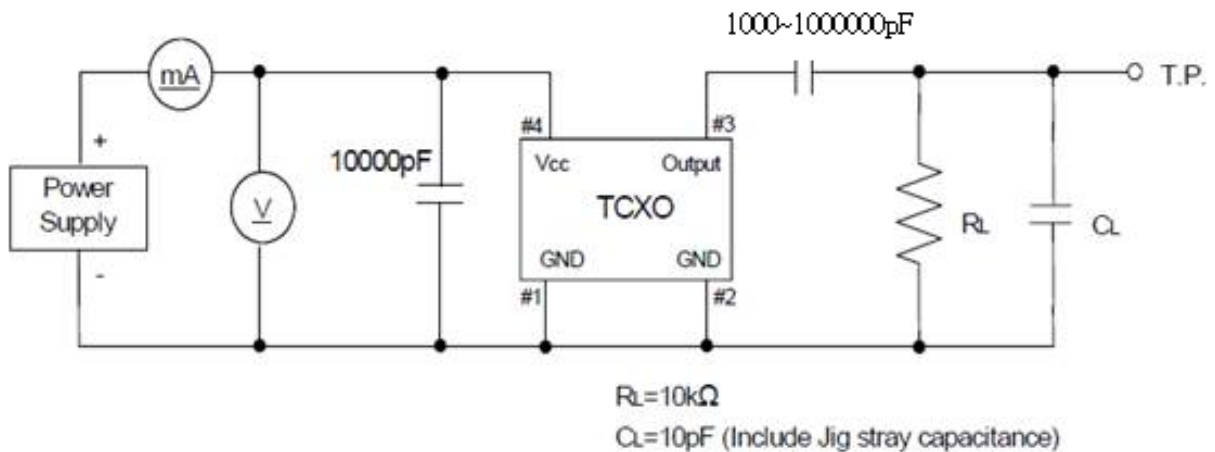 1000~1000000pF
mA
T.P.
+
#4
#3
10000pF
Vcc
Output
Power
Supply
V
TCXO
RL
CL
-
GND
GND
#1
#2
RL=10kΩ
CL=10pF (Include Jig stray capacitance)